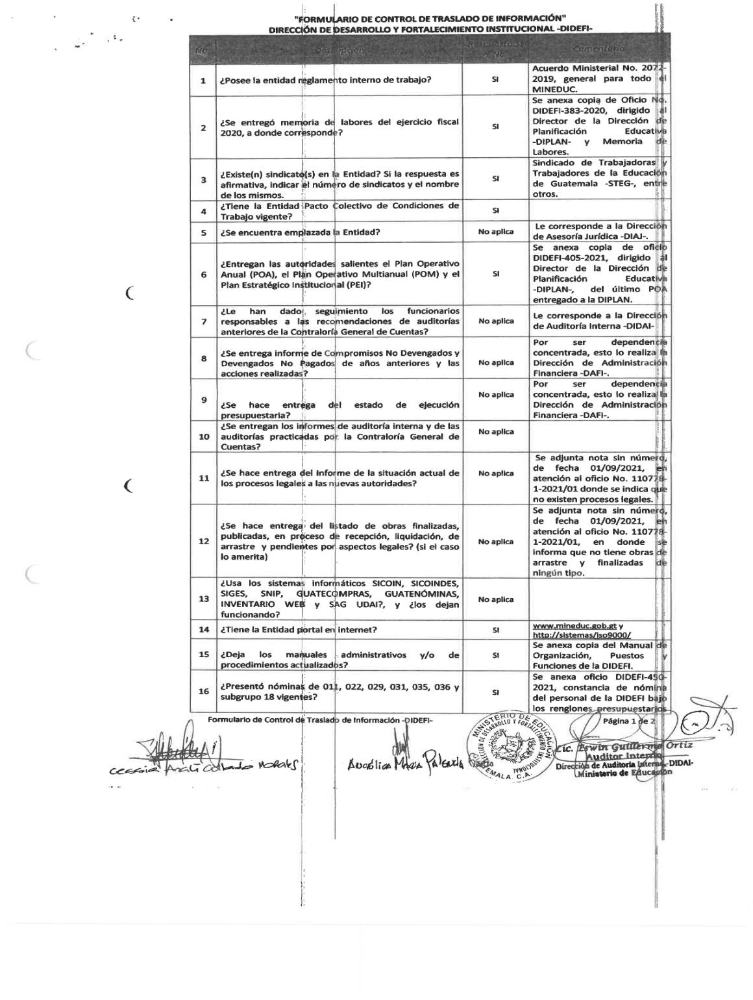 "FORMULARIO DE CONTROL DE TRASLADO DE INFORMACIÓN"
DIRECCIÓN DE DESARROLLO Y FORTALECIMIENTO INSTITUCIONAL -DIDEFI-
No. Descripción Respuesta SI / No Comentario
1 ¿Posee la entidad reglamento interno de trabajo? SI
Acuerdo Ministerial No. 2072-
2019, general para todo el
MINEDUC.
2 ¿Se entregó memoria de labores del ejercicio fiscal
2020, a donde corresponde? SI
Se anexa copia de Oficio No.
DIDEFI-383-2020, dirigido al
Director de la Dirección de
Planificación Educativa
-DIPLAN- y Memoria de
Labores.
3 ¿Existe(n) sindicato(s) en la Entidad? Si la respuesta es
afirmativa, indicar el número de sindicatos y el nombre
de los mismos. SI
Sindicado de Trabajadoras y
Trabajadores de la Educación
de Guatemala -STEG-, entre
otros.
4 ¿Tiene la Entidad Pacto Colectivo de Condiciones de
Trabajo vigente? SI
5 ¿Se encuentra emplazada la Entidad? No aplica
Le corresponde a la Dirección
de Asesoría Jurídica -DIAJ-.
6 ¿Entregan las autoridades salientes el Plan Operativo
Anual (POA), el Plan Operativo Multianual (POM) y el
Plan Estratégico Institucional (PEI)? SI
Se anexa copia de oficio
DIDEFI-405-2021, dirigido al
Director de la Dirección de
Planificación Educativa
-DIPLAN-, del último POA
entregado a la DIPLAN.
7 ¿Le han dado seguimiento los funcionarios
responsables a las recomendaciones de auditorías
anteriores de la Contraloría General de Cuentas? No aplica
Le corresponde a la Dirección
de Auditoría Interna -DIDAI-
8 ¿Se entrega informe de Compromisos No Devengados y
Devengados No Pagados de años anteriores y las
acciones realizadas? No aplica
Por ser dependencia
concentrada, esto lo realiza la
Dirección de Administración
Financiera -DAFI-.
9 ¿Se hace entrega del estado de ejecución
presupuestaria? No aplica
Por ser dependencia
concentrada, esto lo realiza la
Dirección de Administración
Financiera -DAFI-.
10 ¿Se entregan los informes de auditoría interna y de las
auditorías practicadas por la Contraloría General de
Cuentas? No aplica
11 ¿Se hace entrega del Informe de la situación actual de
los procesos legales a las nuevas autoridades? No aplica
Se adjunta nota sin número,
de fecha 01/09/2021, en
atención al oficio No. 110778-
1-2021/01 donde se indica que
no existen procesos legales.
12 ¿Se hace entrega del listado de obras finalizadas,
publicadas, en proceso de recepción, liquidación, de
arrastre y pendientes por aspectos legales? (si el caso
lo amerita) No aplica
Se adjunta nota sin número,
de fecha 01/09/2021, en
atención al oficio No. 110778-
1-2021/01, en donde se
informa que no tiene obras de
arrastre y finalizadas de
ningún tipo.
13 ¿Usa los sistemas informáticos SICOIN, SICOINDES,
SIGES, SNIP, GUATECOMPRAS, GUATENÓMINAS,
INVENTARIO WEB y SAG UDAI?, y ¿los dejan
funcionando? No aplica
14 ¿Tiene la Entidad portal en internet? SI
www.mineduc.gob.gt y
http://sistemas/iso9000/
15 ¿Deja los manuales administrativos y/o de
procedimientos actualizados? SI
Se anexa copia del Manual de
Organización, Puestos y
Funciones de la DIDEFI.
16 ¿Presentó nóminas de 011, 022, 029, 031, 035, 036 y
subgrupo 18 vigentes? SI
Se anexa oficio DIDEFI-450-
2021, constancia de nómina
del personal de la DIDEFI bajo
los renglones presupuestarios
Formulario de Control de Traslado de Información -DIDEFI-
Página 1 de 2
MINISTERIO DE EDUCACIÓN
DIRECCIÓN DE DESARROLLO Y FORTALECIMIENTO INSTITUCIONAL
GUATEMALA, C.A.
Lic. Erwin Guillermo Ortiz
Auditor Interno
Dirección de Auditoría Interna -DIDAI-
Ministerio de Educación
Collado Morales
Angélica María